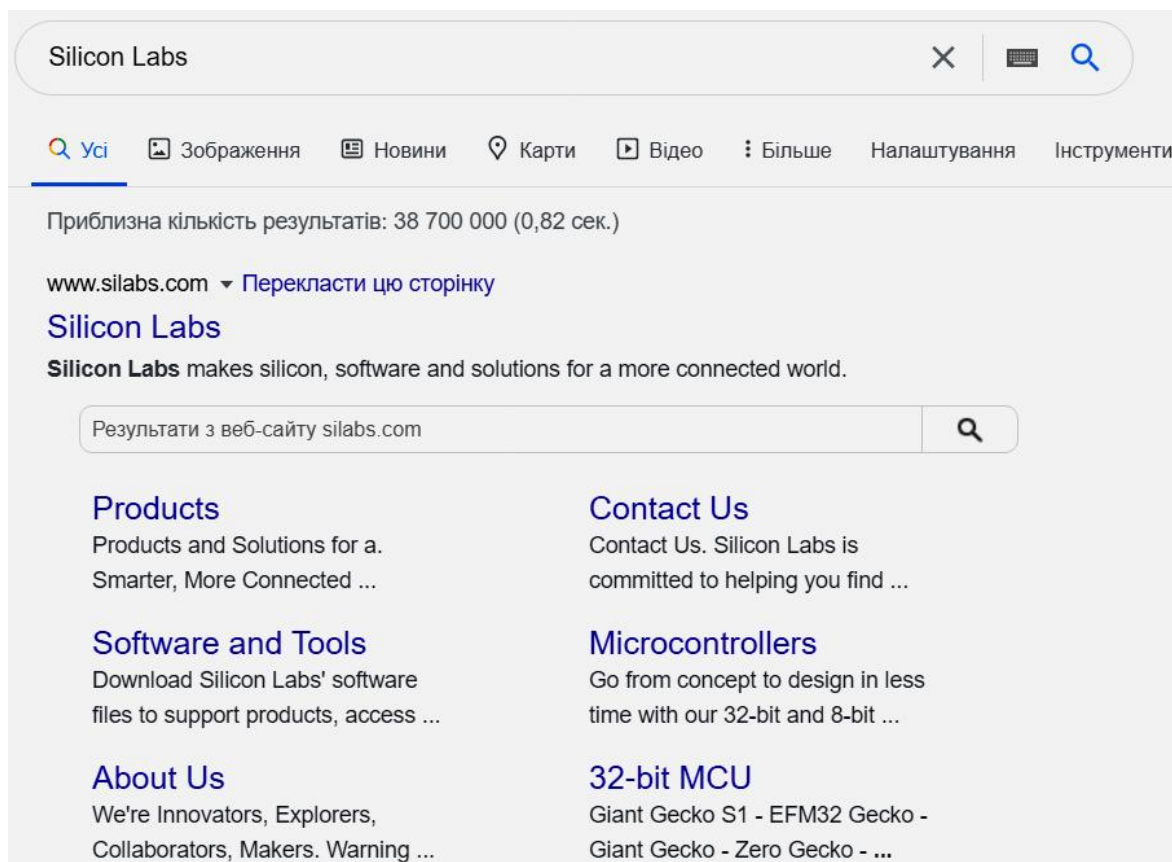 Silicon Labs
Усі Зображення Новини Карти Відео Більше Налаштування Інструменти
Приблизна кількість результатів: 38 700 000 (0,82 сек.)
www.silabs.com Перекласти цю сторінку
Silicon Labs
Silicon Labs makes silicon, software and solutions for a more connected world.
Результати з веб-сайту silabs.com
Products
Products and Solutions for a.
Smarter, More Connected ...
Contact Us
Contact Us. Silicon Labs is
committed to helping you find ...
Software and Tools
Download Silicon Labs' software
files to support products, access ...
Microcontrollers
Go from concept to design in less
time with our 32-bit and 8-bit ...
About Us
We're Innovators, Explorers,
Collaborators, Makers. Warning ...
32-bit MCU
Giant Gecko S1 - EFM32 Gecko -
Giant Gecko - Zero Gecko - ...